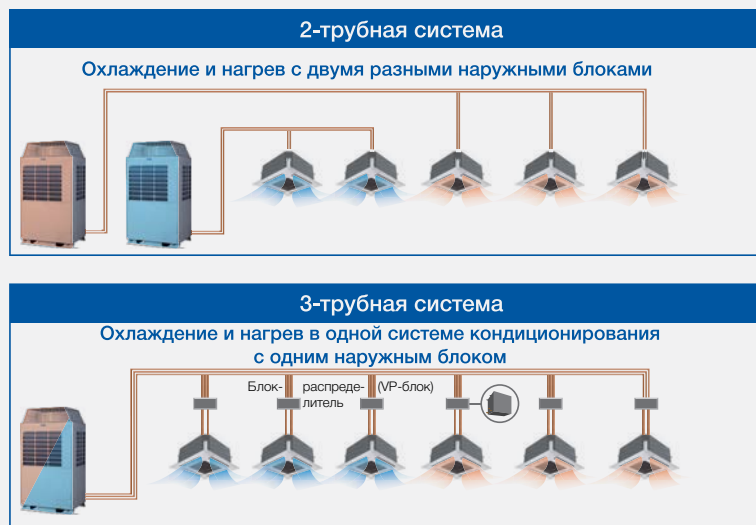 2-трубная система
Охлаждение и нагрев с двумя разными наружными блоками
3-трубная система
Охлаждение и нагрев в одной системе кондиционирования
с одним наружным блоком
Блок- распреде- (VP-блок)
литель